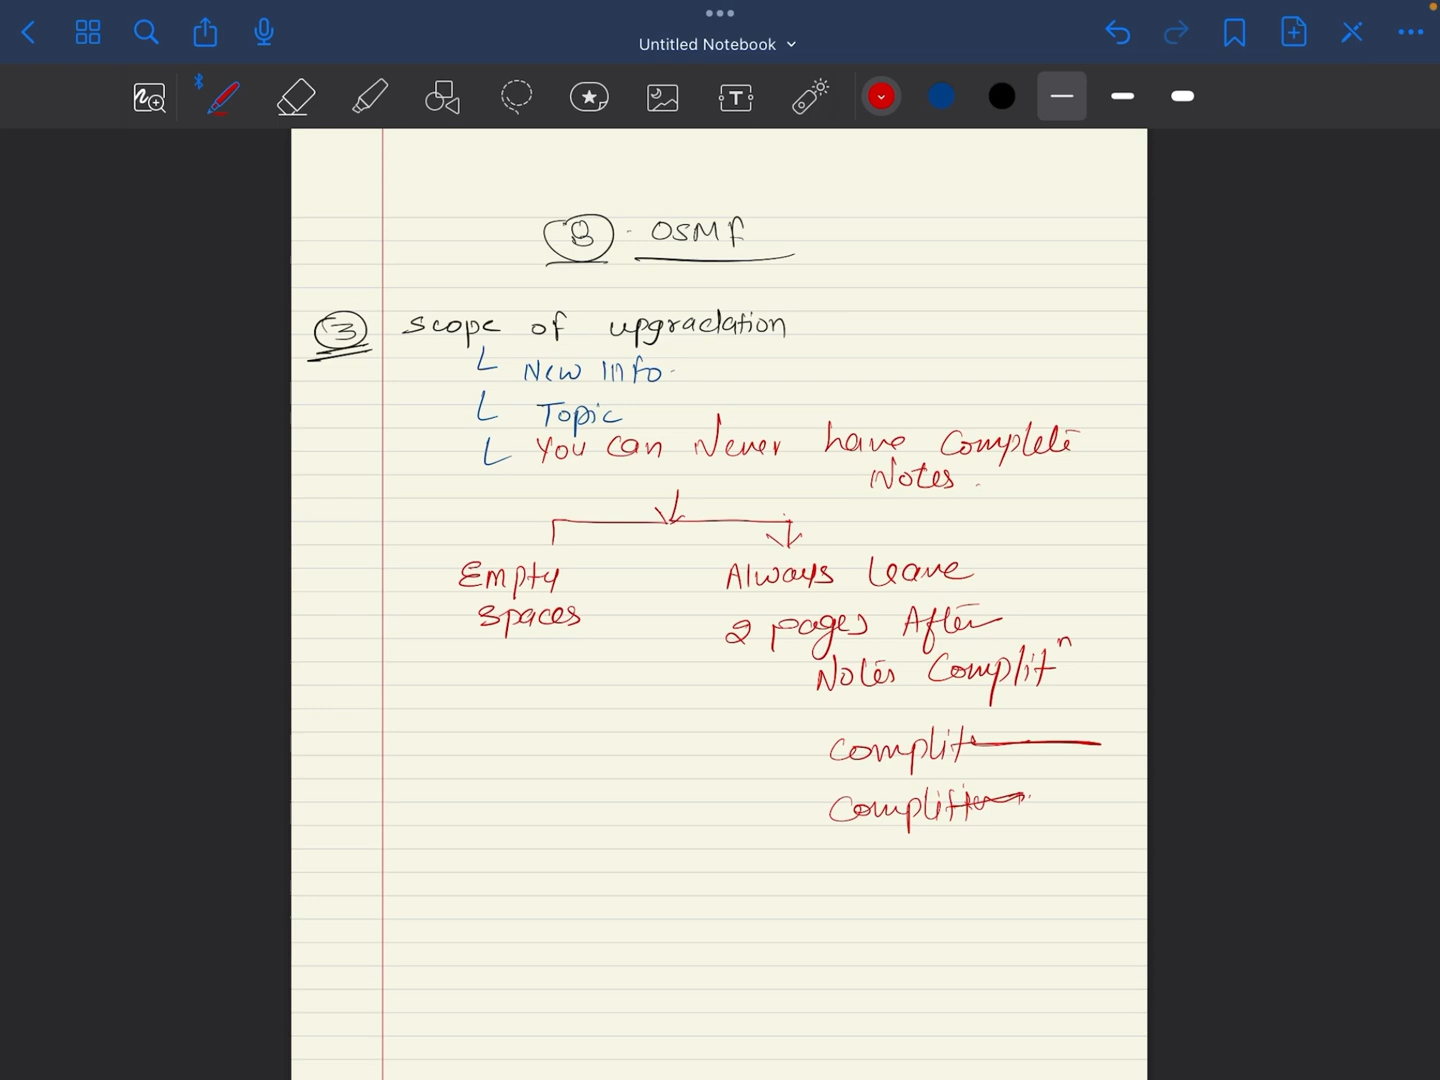 Untitled Notebook
8 . OSMF
3 scope of upgradation
New Info.
Topic
You can Never have Complete
Notes.
Empty Always leave
spaces 2 pages After
Notes Complitⁿ
complit
complit